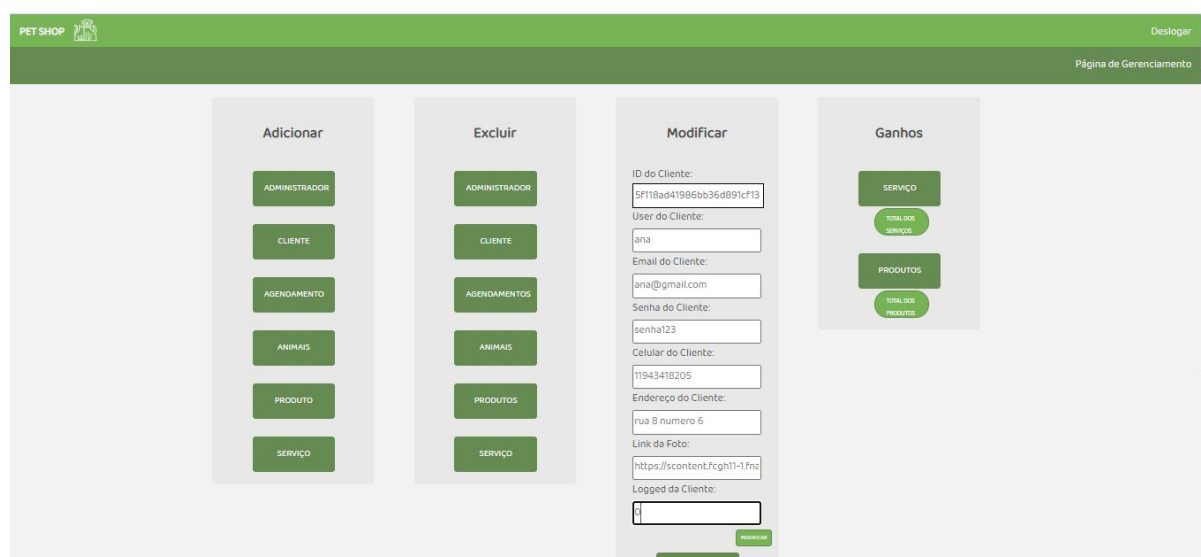 PET SHOP
Deslogar
Página de Gerenciamento
Adicionar
ADMINISTRADOR
CLIENTE
AGENDAMENTO
ANIMAIS
PRODUTO
SERVIÇO
Excluir
ADMINISTRADOR
CLIENTE
AGENDAMENTOS
ANIMAIS
PRODUTOS
SERVIÇO
Modificar
ID do Cliente:
5f118ad41986bb36d891cf13
User do Cliente:
ana
Email do Cliente:
ana@gmail.com
Senha do Cliente:
senha123
Celular do Cliente:
11943418205
Endereço do Cliente:
rua 8 numero 6
Link da Foto:
https://scontent.fcgh11-1.fna
Logged da Cliente:
0
MODIFICAR
Ganhos
SERVIÇO
TOTAL DOS
SERVIÇOS
PRODUTOS
TOTAL DOS
PRODUTOS